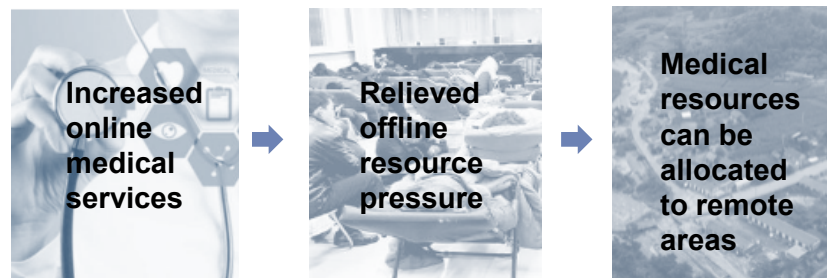 Increased
online
medical
services
Relieved
offline
resource
pressure
Medical
resources
can be
allocated
to remote
areas